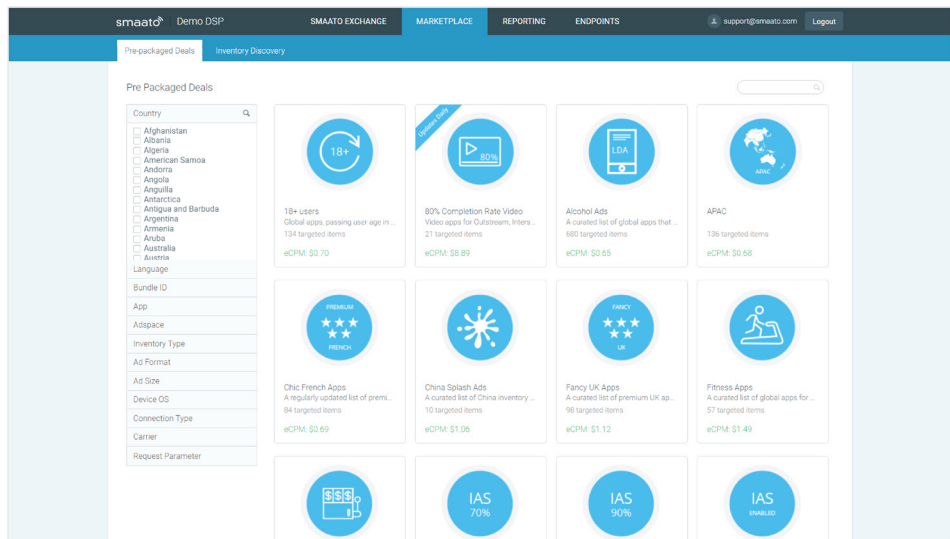 smaato Demo DSP
SMAATO EXCHANGE
MARKETPLACE
REPORTING
ENDPOINTS
support@smaato.com
Logout
Pre-packaged Deals
Inventory Discovery
Pre Packaged Deals
Country
Afghanistan
Albania
Algeria
American Samoa
Andorra
Angola
Anguilla
Antarctica
Antigua and Barbuda
Argentina
Armenia
Aruba
Australia
Austria
Language
Bundle ID
App
Adspace
Inventory Type
Ad Format
Ad Size
Device OS
Connection Type
Carrier
Request Parameter
18+
18+ users
Global apps, passing user age in ...
134 targeted items
eCPM: $0.70
Updates Daily
80%
80% Completion Rate Video
Video apps for Outstream, Inters...
21 targeted items
eCPM: $8.89
LDA
Alcohol Ads
A curated list of global apps that ...
680 targeted items
eCPM: $0.65
APAC
APAC
136 targeted items
eCPM: $0.68
PREMIUM
FRENCH
Chic French Apps
A regularly updated list of premi...
84 targeted items
eCPM: $0.69
China Splash Ads
A curated list of China inventory ...
10 targeted items
eCPM: $1.06
FANCY
UK
Fancy UK Apps
A curated list of premium UK ap...
98 targeted items
eCPM: $1.12
Fitness Apps
A curated list of global apps for ...
57 targeted items
eCPM: $1.49
$ $ $
IAS
70%
IAS
90%
IAS
ENABLED